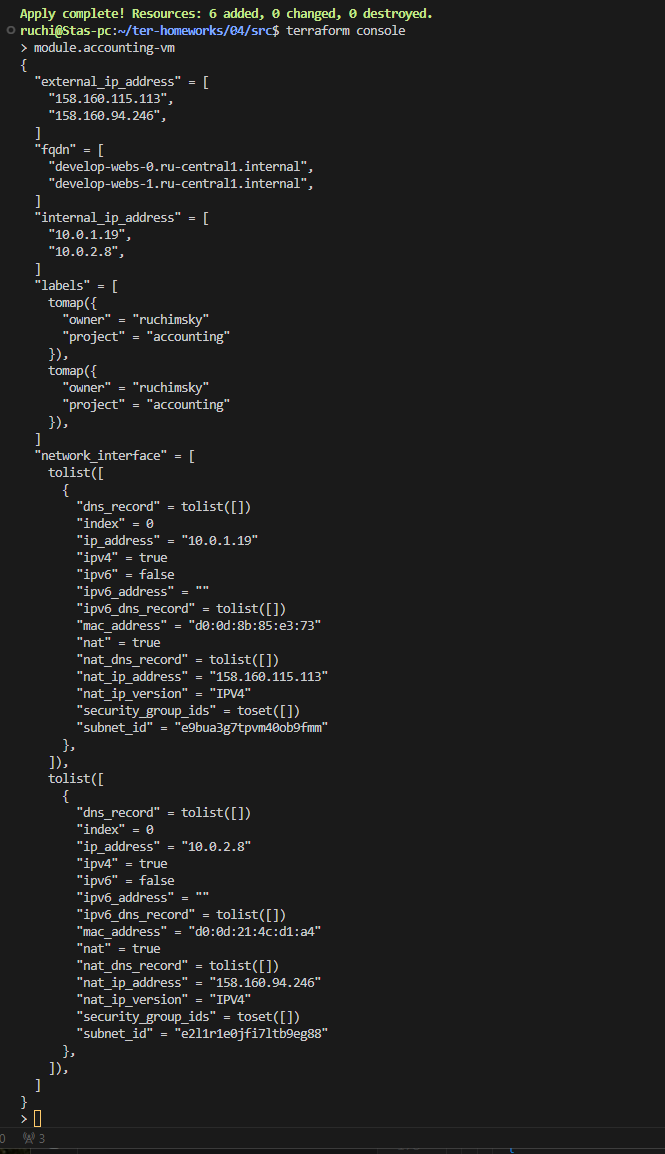 Apply complete! Resources: 6 added, 0 changed, 0 destroyed.
ruchi@Stas-pc:~/ter-homeworks/04/src$ terraform console
> module.accounting-vm
{
  "external_ip_address" = [
    "158.160.115.113",
    "158.160.94.246",
  ]
  "fqdn" = [
    "develop-webs-0.ru-central1.internal",
    "develop-webs-1.ru-central1.internal",
  ]
  "internal_ip_address" = [
    "10.0.1.19",
    "10.0.2.8",
  ]
  "labels" = [
    tomap({
      "owner" = "ruchimsky"
      "project" = "accounting"
    }),
    tomap({
      "owner" = "ruchimsky"
      "project" = "accounting"
    }),
  ]
  "network_interface" = [
    tolist([
      {
        "dns_record" = tolist([])
        "index" = 0
        "ip_address" = "10.0.1.19"
        "ipv4" = true
        "ipv6" = false
        "ipv6_address" = ""
        "ipv6_dns_record" = tolist([])
        "mac_address" = "d0:0d:8b:85:e3:73"
        "nat" = true
        "nat_dns_record" = tolist([])
        "nat_ip_address" = "158.160.115.113"
        "nat_ip_version" = "IPV4"
        "security_group_ids" = toset([])
        "subnet_id" = "e9bua3g7tpvm40ob9fmm"
      },
    ]),
    tolist([
      {
        "dns_record" = tolist([])
        "index" = 0
        "ip_address" = "10.0.2.8"
        "ipv4" = true
        "ipv6" = false
        "ipv6_address" = ""
        "ipv6_dns_record" = tolist([])
        "mac_address" = "d0:0d:21:4c:d1:a4"
        "nat" = true
        "nat_dns_record" = tolist([])
        "nat_ip_address" = "158.160.94.246"
        "nat_ip_version" = "IPV4"
        "security_group_ids" = toset([])
        "subnet_id" = "e2l1r1e0jfi7ltb9eg88"
      },
    ]),
  ]
}
>
0 3